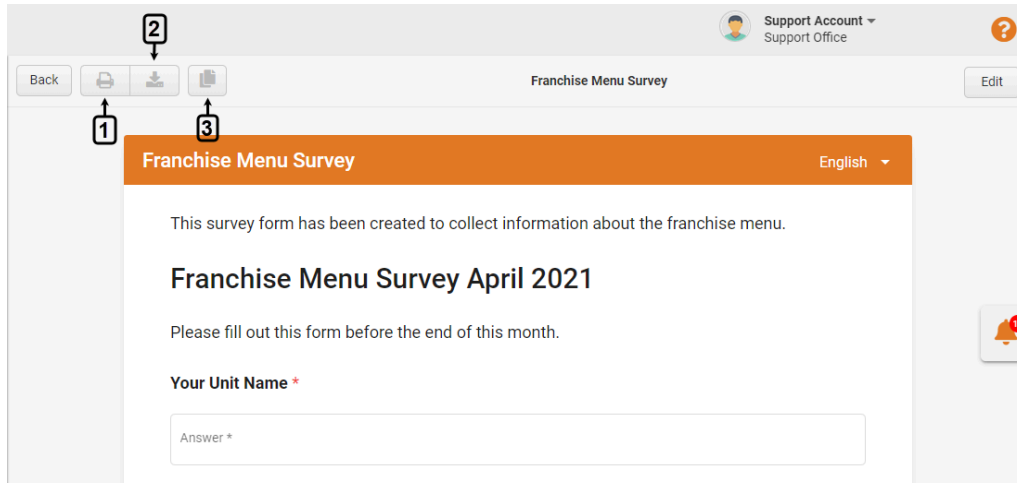 2
Support Account
Support Office
?
Back
Franchise Menu Survey
Edit
1
3
Franchise Menu Survey
English
This survey form has been created to collect information about the franchise menu.
Franchise Menu Survey April 2021
Please fill out this form before the end of this month.
Your Unit Name *
Answer *